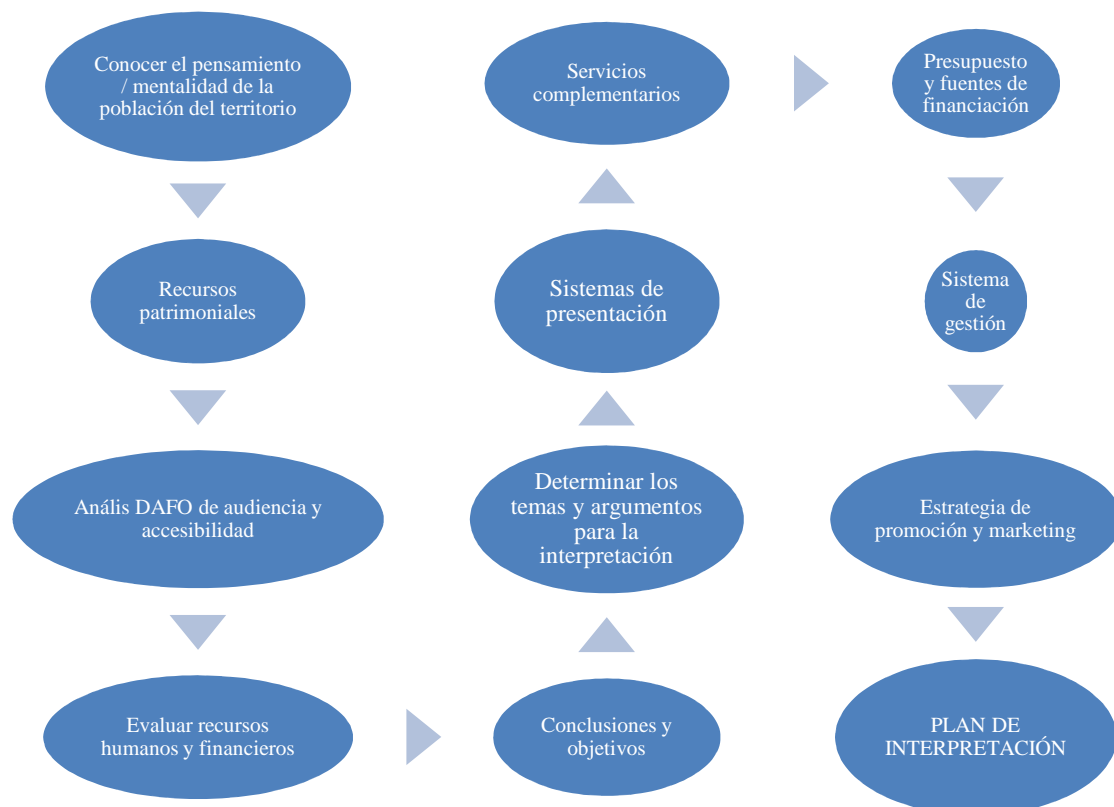 Conocer el pensamiento
/ mentalidad de la
población del territorio
Recursos
patrimoniales
Anális DAFO de audiencia y
accesibilidad
Evaluar recursos
humanos y financieros
Conclusiones y
objetivos
Determinar los
temas y argumentos
para la
interpretación
Sistemas de
presentación
Servicios
complementarios
Presupuesto
y fuentes de
financiación
Sistema
de
gestión
Estrategia de
promoción y marketing
PLAN DE
INTERPRETACIÓN